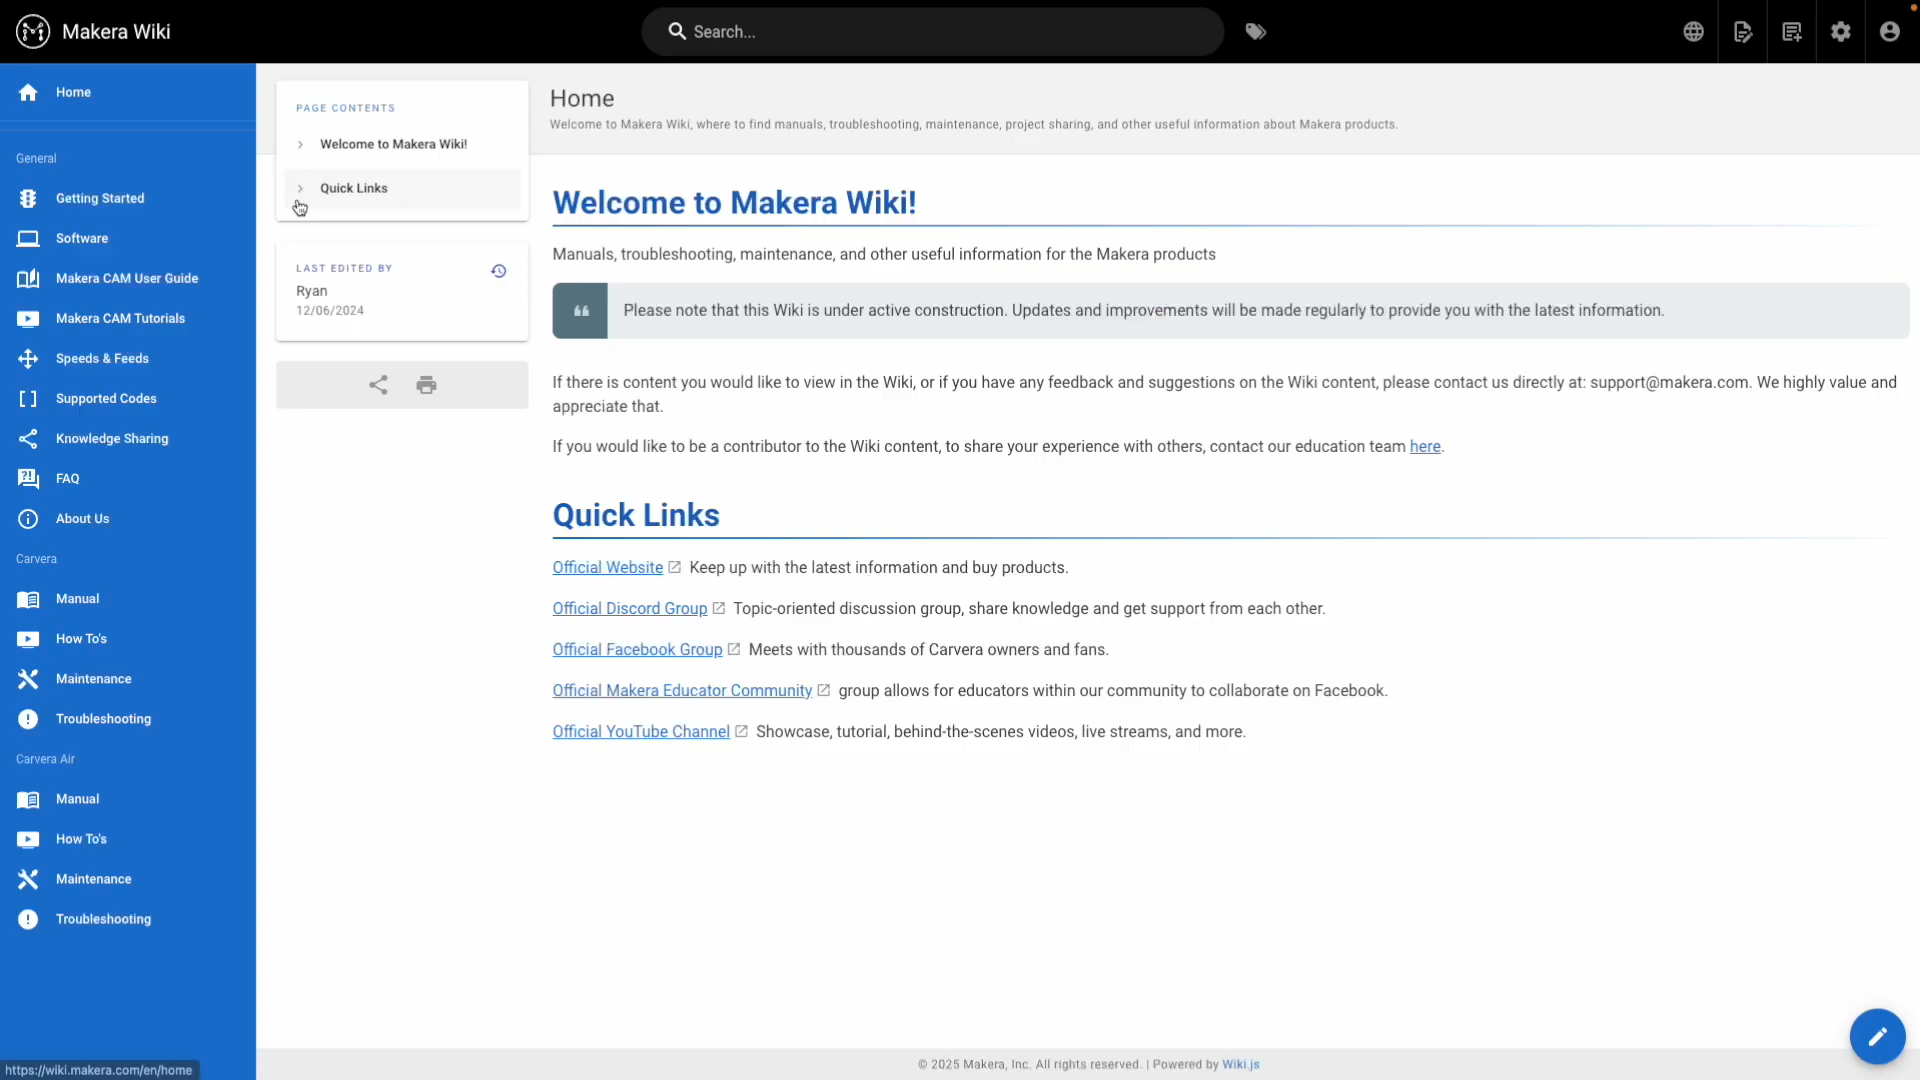 Makera Wiki
Search...
Home
General
Getting Started
Software
Makera CAM User Guide
Makera CAM Tutorials
Speeds & Feeds
Supported Codes
Knowledge Sharing
FAQ
About Us
Carvera
Manual
How To's
Maintenance
Troubleshooting
Carvera Air
Manual
How To's
Maintenance
Troubleshooting
https://wiki.makera.com/en/home
PAGE CONTENTS
Welcome to Makera Wiki!
Quick Links
LAST EDITED BY
Ryan
12/06/2024
Home
Welcome to Makera Wiki, where to find manuals, troubleshooting, maintenance, project sharing, and other useful information about Makera products.
Welcome to Makera Wiki!
Manuals, troubleshooting, maintenance, and other useful information for the Makera products
Please note that this Wiki is under active construction. Updates and improvements will be made regularly to provide you with the latest information.
If there is content you would like to view in the Wiki, or if you have any feedback and suggestions on the Wiki content, please contact us directly at: support@makera.com. We highly value and
appreciate that.
If you would like to be a contributor to the Wiki content, to share your experience with others, contact our education team here.
Quick Links
Official Website Keep up with the latest information and buy products.
Official Discord Group Topic-oriented discussion group, share knowledge and get support from each other.
Official Facebook Group Meets with thousands of Carvera owners and fans.
Official Makera Educator Community group allows for educators within our community to collaborate on Facebook.
Official YouTube Channel Showcase, tutorial, behind-the-scenes videos, live streams, and more.
© 2025 Makera, Inc. All rights reserved. | Powered by Wiki.js